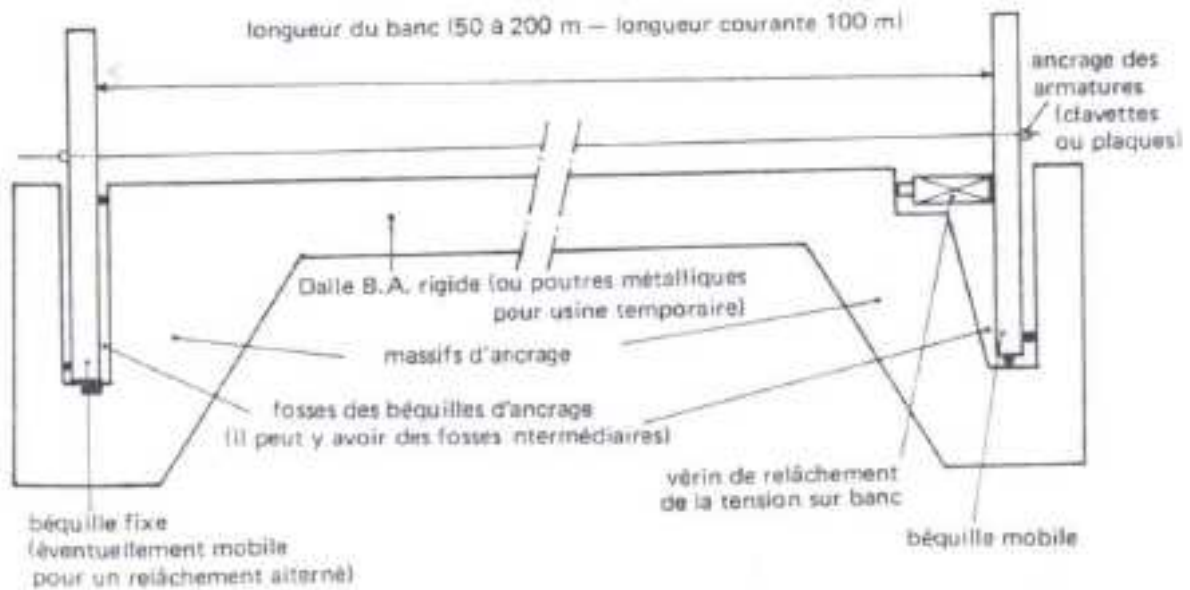 longueur du banc (50 à 200 m — longueur courante 100 m)
ancrage des
armatures
(clavettes
ou plaques)
Dalle B.A. rigide (ou poutres métalliques
pour usine temporaire)
massifs d'ancrage
fosses des béquilles d'ancrage
(il peut y avoir des fosses ntermédiaires)
vérin de relâchement
de la tension sur banc
béquille fixe
(éventuellement mobile
pour un relâchement alterné)
béquille mobile